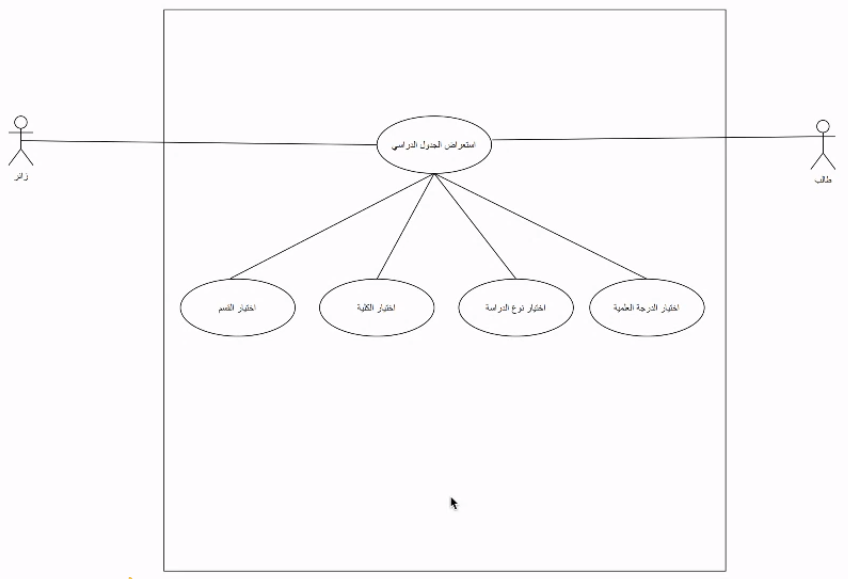 استعراض الجدول الدراسي
زائر
طالب
اختيار الدرجة العلمية
اختيار نوع الدراسة
اختيار الكلية
اختيار القسم